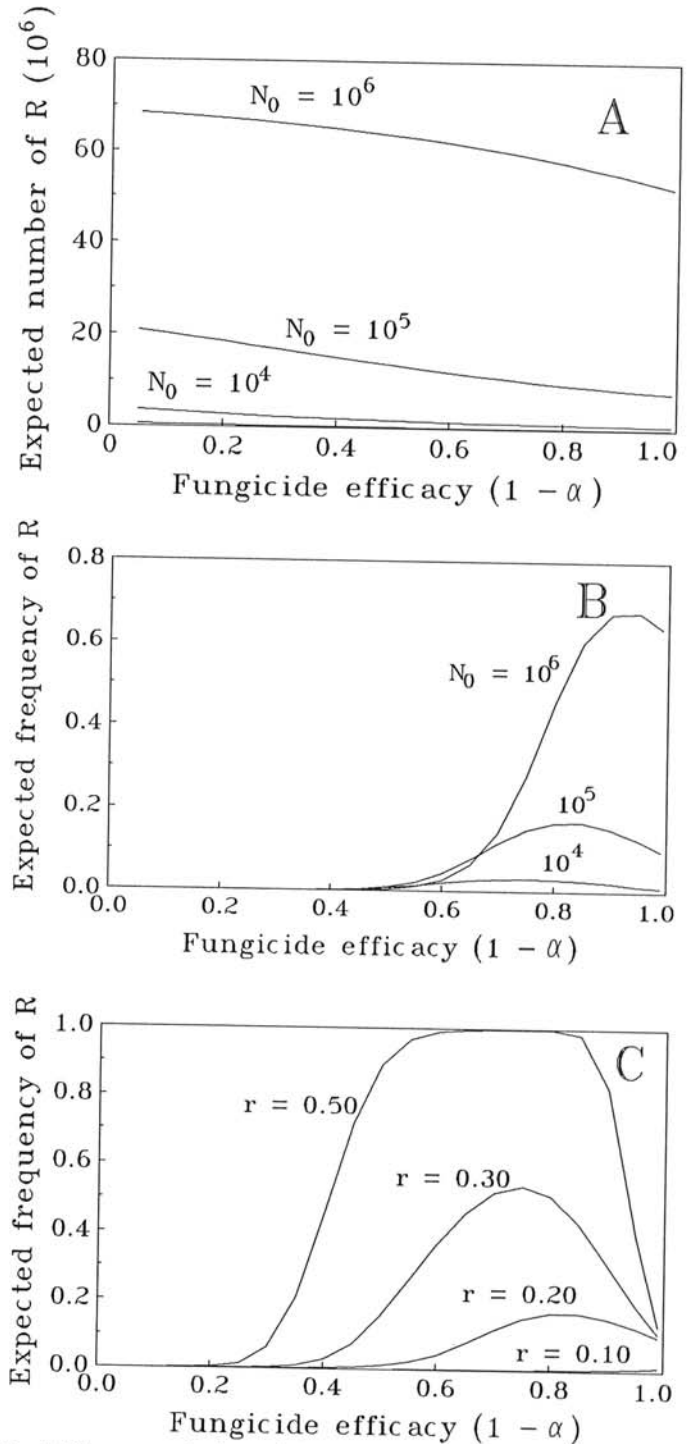 Expected number of R (10⁶)
80
60
40
20
0
N₀ = 10⁶
A
N₀ = 10⁵
N₀ = 10⁴
0 0.2 0.4 0.6 0.8 1.0
Fungicide efficacy (1 − α)
Expected frequency of R
0.8
0.6
0.4
0.2
0.0
B
N₀ = 10⁶
10⁵
10⁴
0.0 0.2 0.4 0.6 0.8 1.0
Fungicide efficacy (1 − α)
Expected frequency of R
1.0
0.8
0.6
0.4
0.2
0.0
C
r = 0.50
r = 0.30
r = 0.20
r = 0.10
0.0 0.2 0.4 0.6 0.8 1.0
Fungicide efficacy (1 − α)